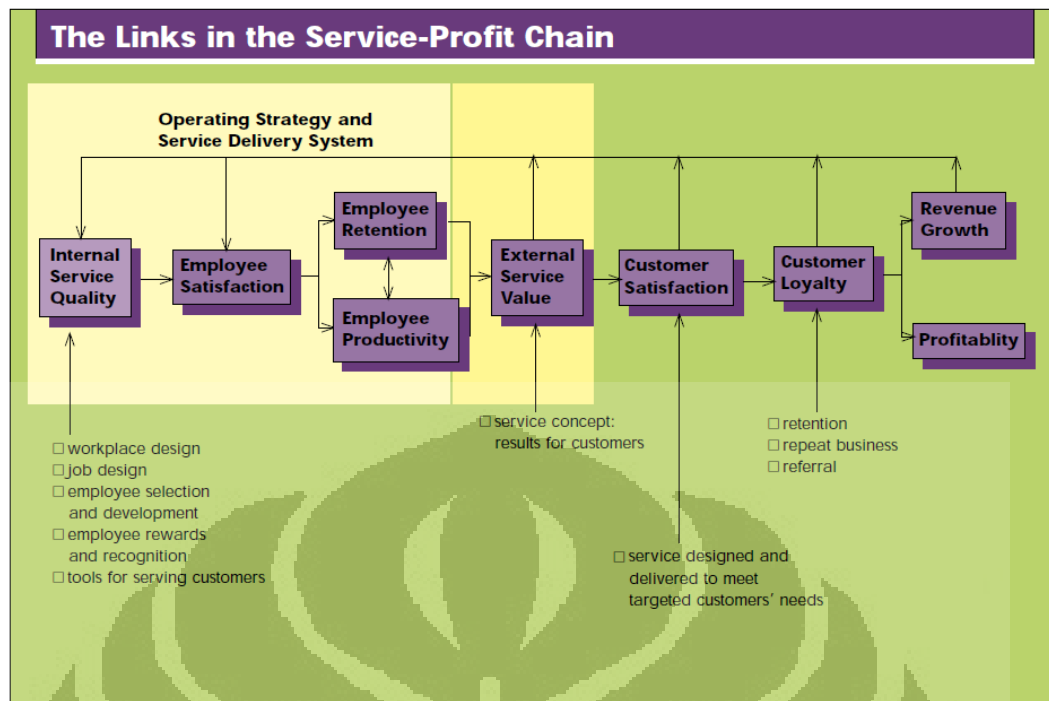 The Links in the Service-Profit Chain
Operating Strategy and
Service Delivery System
Internal
Service
Quality
Employee
Satisfaction
Employee
Retention
Employee
Productivity
External
Service
Value
Customer
Satisfaction
Customer
Loyalty
Revenue
Growth
Profitablity
□ workplace design
□ job design
□ employee selection
and development
□ employee rewards
and recognition
□ tools for serving customers
□ service concept:
results for customers
□ service designed and
delivered to meet
targeted customers’ needs
□ retention
□ repeat business
□ referral